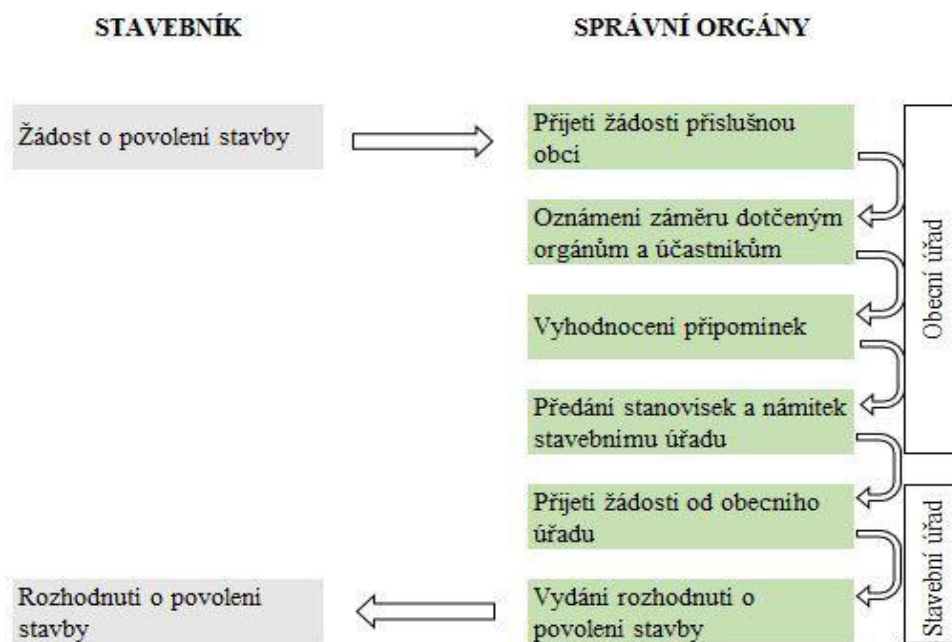 STAVEBNÍK
SPRÁVNÍ ORGÁNY
Žádost o povolení stavby
Přijetí žádosti příslušnou
obcí
Oznámení záměru dotčeným
orgánům a účastníkům
Vyhodnocení připomínek
Předání stanovisek a námitek
stavebnímu úřadu
Obecní úřad
Přijetí žádosti od obecního
úřadu
Vydání rozhodnutí o
povolení stavby
Stavební úřad
Rozhodnutí o povolení
stavby